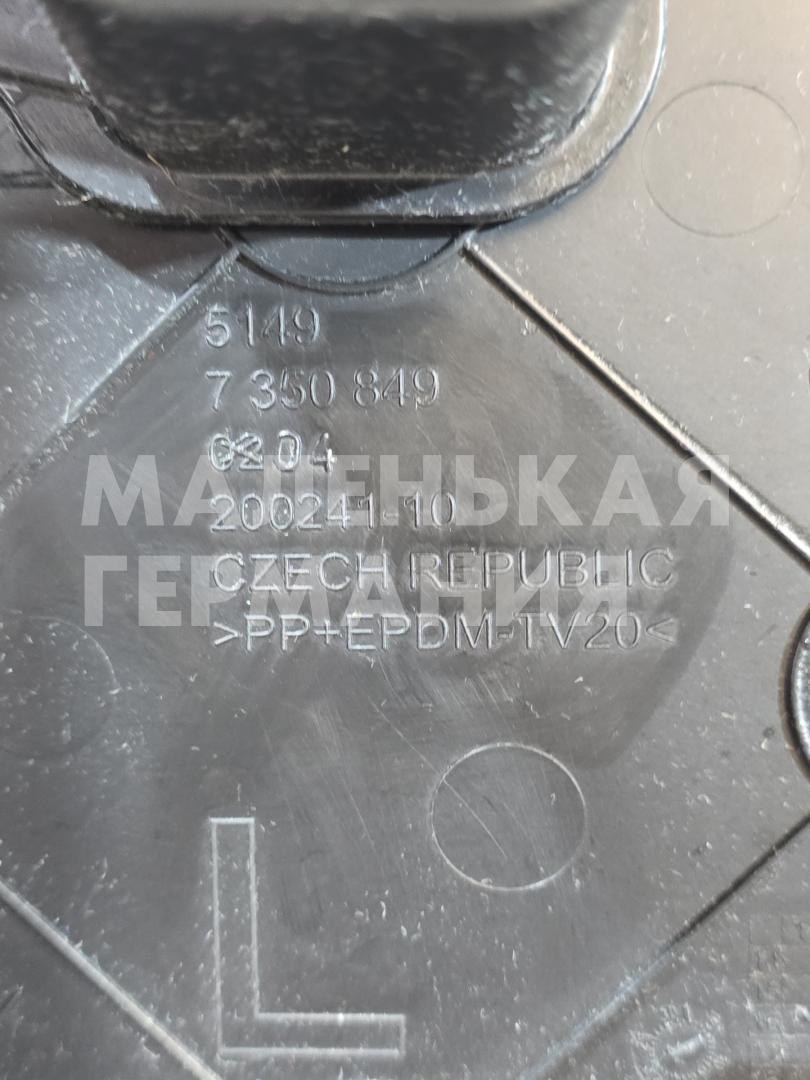 5149
7 350 849
200241-10
CZECH REPUBLIC
>PP+EPDM-TV20<
L
МАЛЕНЬКАЯ
ГЕРМАНИЯ